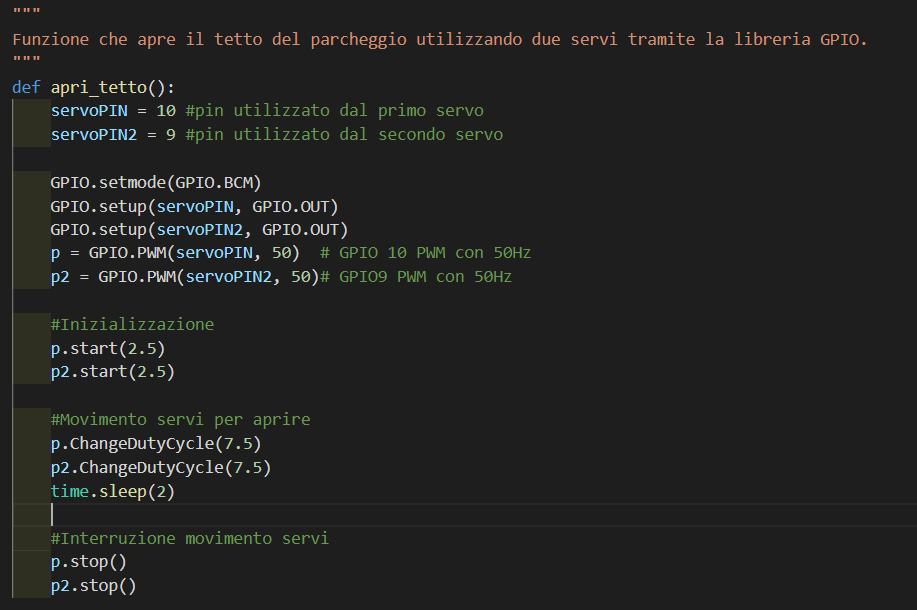 """
Funzione che apre il tetto del parcheggio utilizzando due servi tramite la libreria GPIO.
"""
def apri_tetto():
    servoPIN = 10 #pin utilizzato dal primo servo
    servoPIN2 = 9 #pin utilizzato dal secondo servo

    GPIO.setmode(GPIO.BCM)
    GPIO.setup(servoPIN, GPIO.OUT)
    GPIO.setup(servoPIN2, GPIO.OUT)
    p = GPIO.PWM(servoPIN, 50)  # GPIO 10 PWM con 50Hz
    p2 = GPIO.PWM(servoPIN2, 50)# GPIO9 PWM con 50Hz

    #Inizializzazione
    p.start(2.5)
    p2.start(2.5)

    #Movimento servi per aprire
    p.ChangeDutyCycle(7.5)
    p2.ChangeDutyCycle(7.5)
    time.sleep(2)

    #Interruzione movimento servi
    p.stop()
    p2.stop()